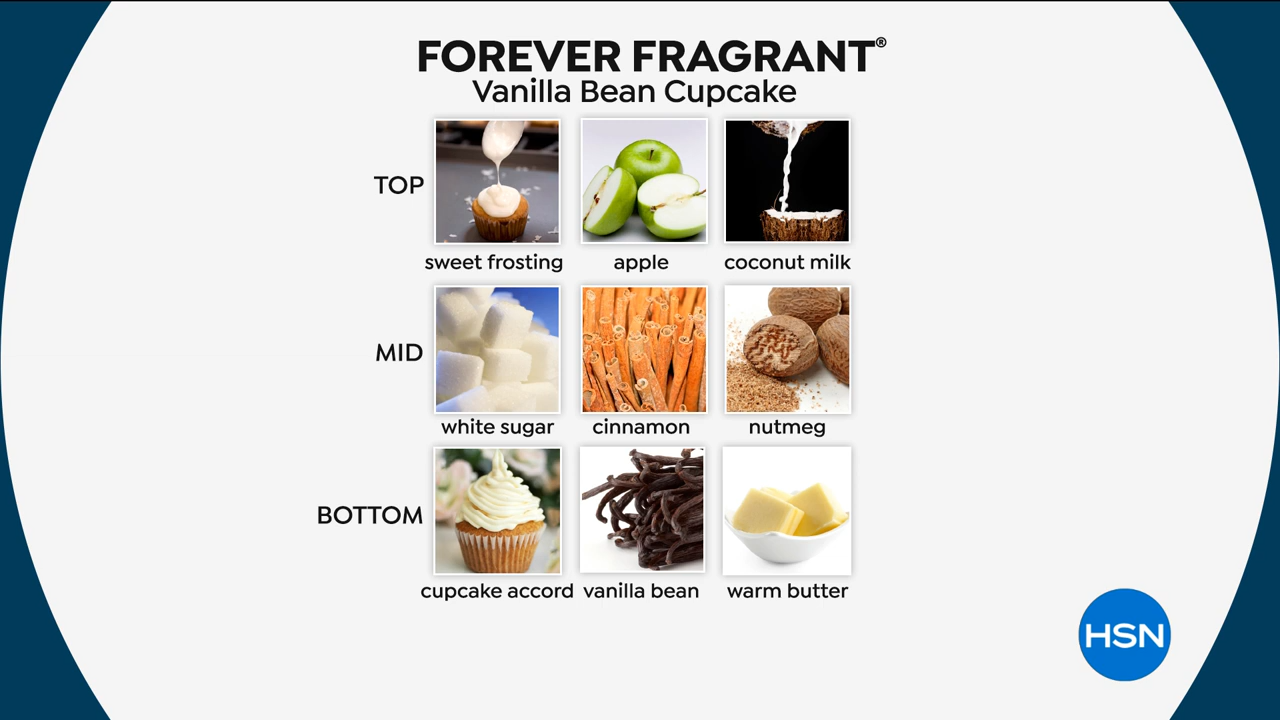 FOREVER FRAGRANT®
Vanilla Bean Cupcake
TOP
sweet frosting apple coconut milk
MID
white sugar cinnamon nutmeg
BOTTOM
cupcake accord vanilla bean warm butter
HSN